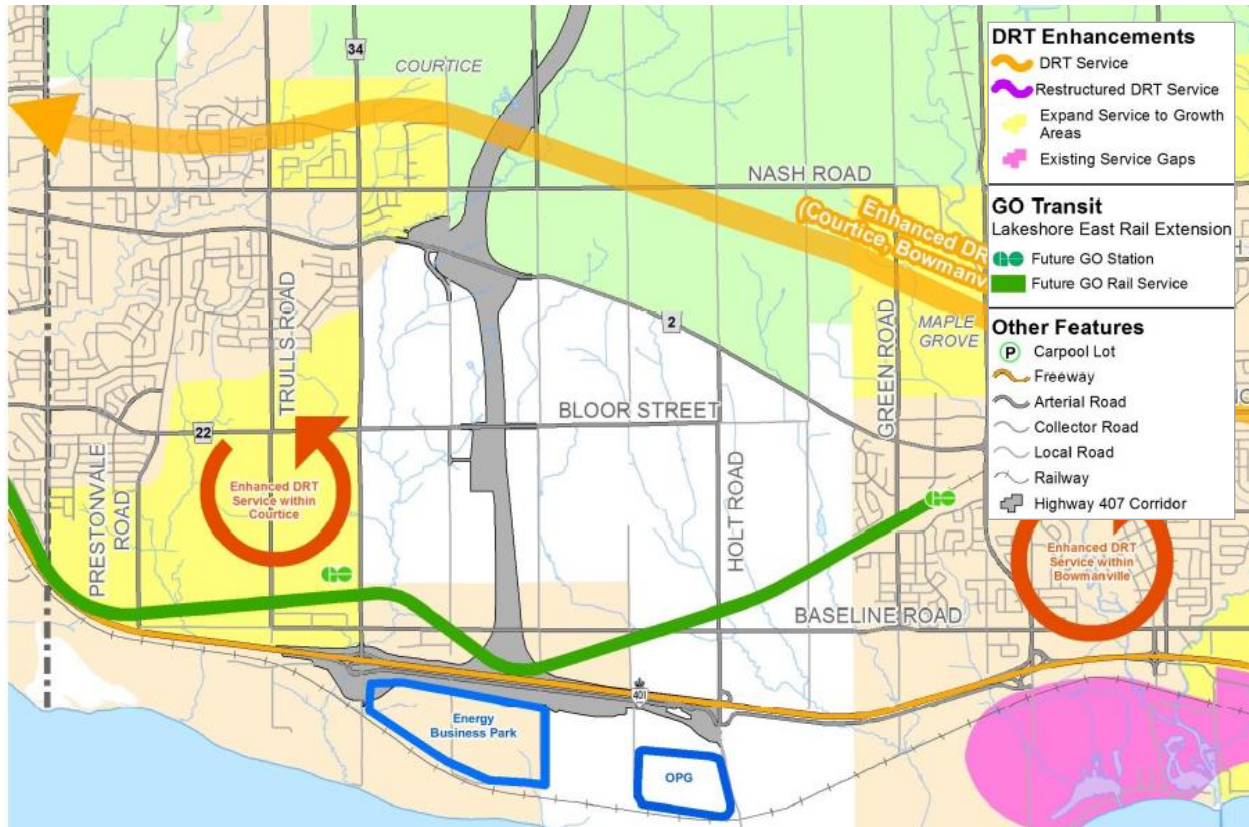 34
COURTICE
NASH ROAD
Enhanced DR
(Courtice, Bowmanv
2
TRULLS ROAD
GREEN ROAD
MAPLE
GROVE
BLOOR STREET
22
Enhanced DRT
Service within
Courtice
PRESTONVALE
ROAD
HOLT ROAD
GO
GO
BASELINE ROAD
Enhanced DRT
Service within
Bowmanville
401
Energy
Business Park
OPG
DRT Enhancements
DRT Service
Restructured DRT Service
Expand Service to Growth
Areas
Existing Service Gaps
GO Transit
Lakeshore East Rail Extension
GO
Future GO Station
Future GO Rail Service
Other Features
P
Carpool Lot
Freeway
Arterial Road
Collector Road
Local Road
Railway
Highway 407 Corridor